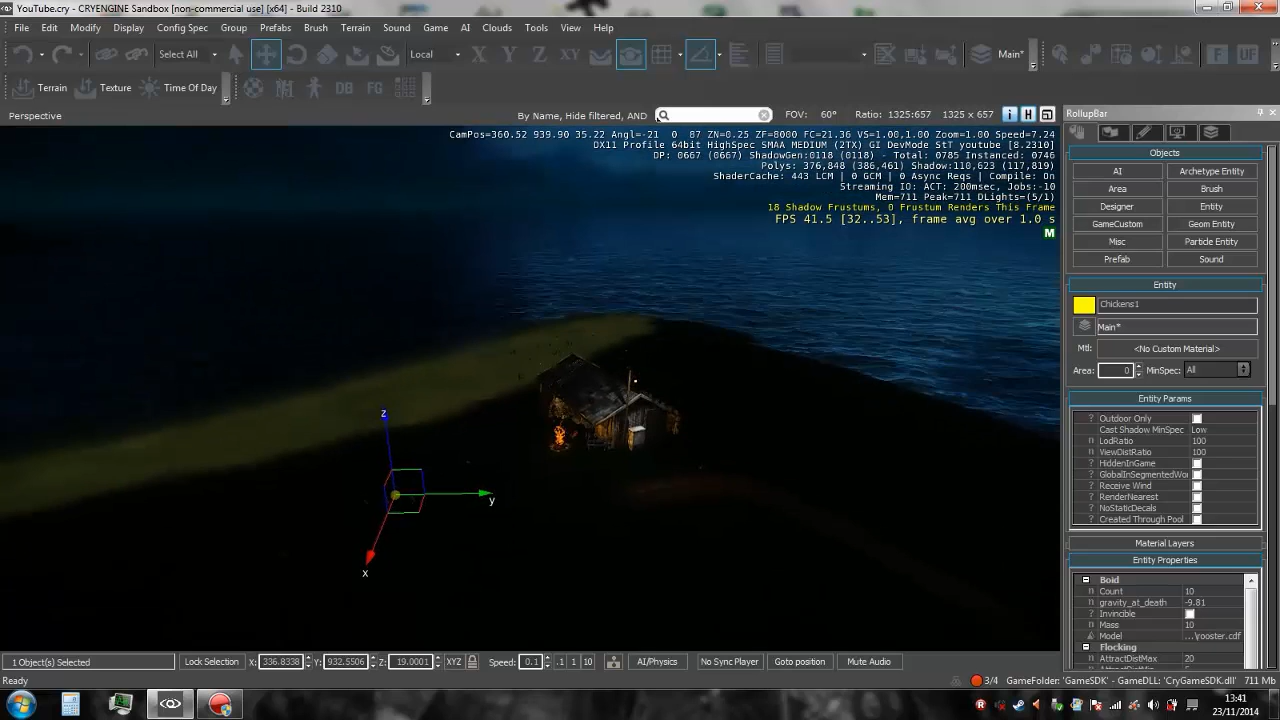 YouTube.cry - CRYENGINE Sandbox [non-commercial use] [x64] - Build 2310
File Edit Modify Display Config Spec Group Prefabs Brush Terrain Sound Game AI Clouds Tools View Help
Select All Local X Y Z XY Main*
Terrain Texture Time Of Day DB FG F UF
Perspective By Name, Hide filtered, AND FOV: 60° Ratio: 1325:657 1325 x 657 i H
RollupBar
CamPos=360.52 939.90 35.22 Angl=-21 0 87 ZN=0.25 ZF=8000 FC=21.36 VS=1.00,1.00 Zoom=1.00 Speed=7.24
DX11 Profile 64bit HighSpec SMAA MEDIUM (2TX) GI DevMode StT youtube [8.2310]
DP: 0667 (0667) ShadowGen:0118 (0118) - Total: 0785 Instanced: 0746
Polys: 376,848 (386,461) Shadow:110,623 (117,819)
ShaderCache: 443 LCM | 0 GCM | 0 Async Reqs | Compile: On
Streaming IO: ACT: 200msec, Jobs:-10
Mem=711 Peak=711 DLights=(5/1)
18 Shadow Frustums, 0 Frustum Renders This Frame
FPS 41.5 [32..53], frame avg over 1.0 s
M
z
y
x
Objects
AI Archetype Entity
Area Brush
Designer Entity
GameCustom Geom Entity
Misc Particle Entity
Prefab Sound
Entity
Chickens1
Main*
Mtl: <No Custom Material>
Area: 0 MinSpec: All
Entity Params
? Outdoor Only
Cast Shadow MinSpec Low
n LodRatio 100
n ViewDistRatio 100
? HiddenInGame
? GlobalInSegmentedWo
? Receive Wind
? RenderNearest
? NoStaticDecals
? Created Through Pool
Material Layers
Entity Properties
Boid
n Count 10
n gravity_at_death -9.81
? Invincible
n Mass 10
Model ...\rooster.cdf
Flocking
n AttractDistMax 20
1 Object(s) Selected Lock Selection X: 336.8338 Y: 932.5506 Z: 19.0001 XYZ Speed: 0.1 .1 1 10 AI/Physics No Sync Player Goto position Mute Audio
Ready 3/4 GameFolder: 'GameSDK' - GameDLL: 'CryGameSDK.dll' 711 Mb
13:41
23/11/2014